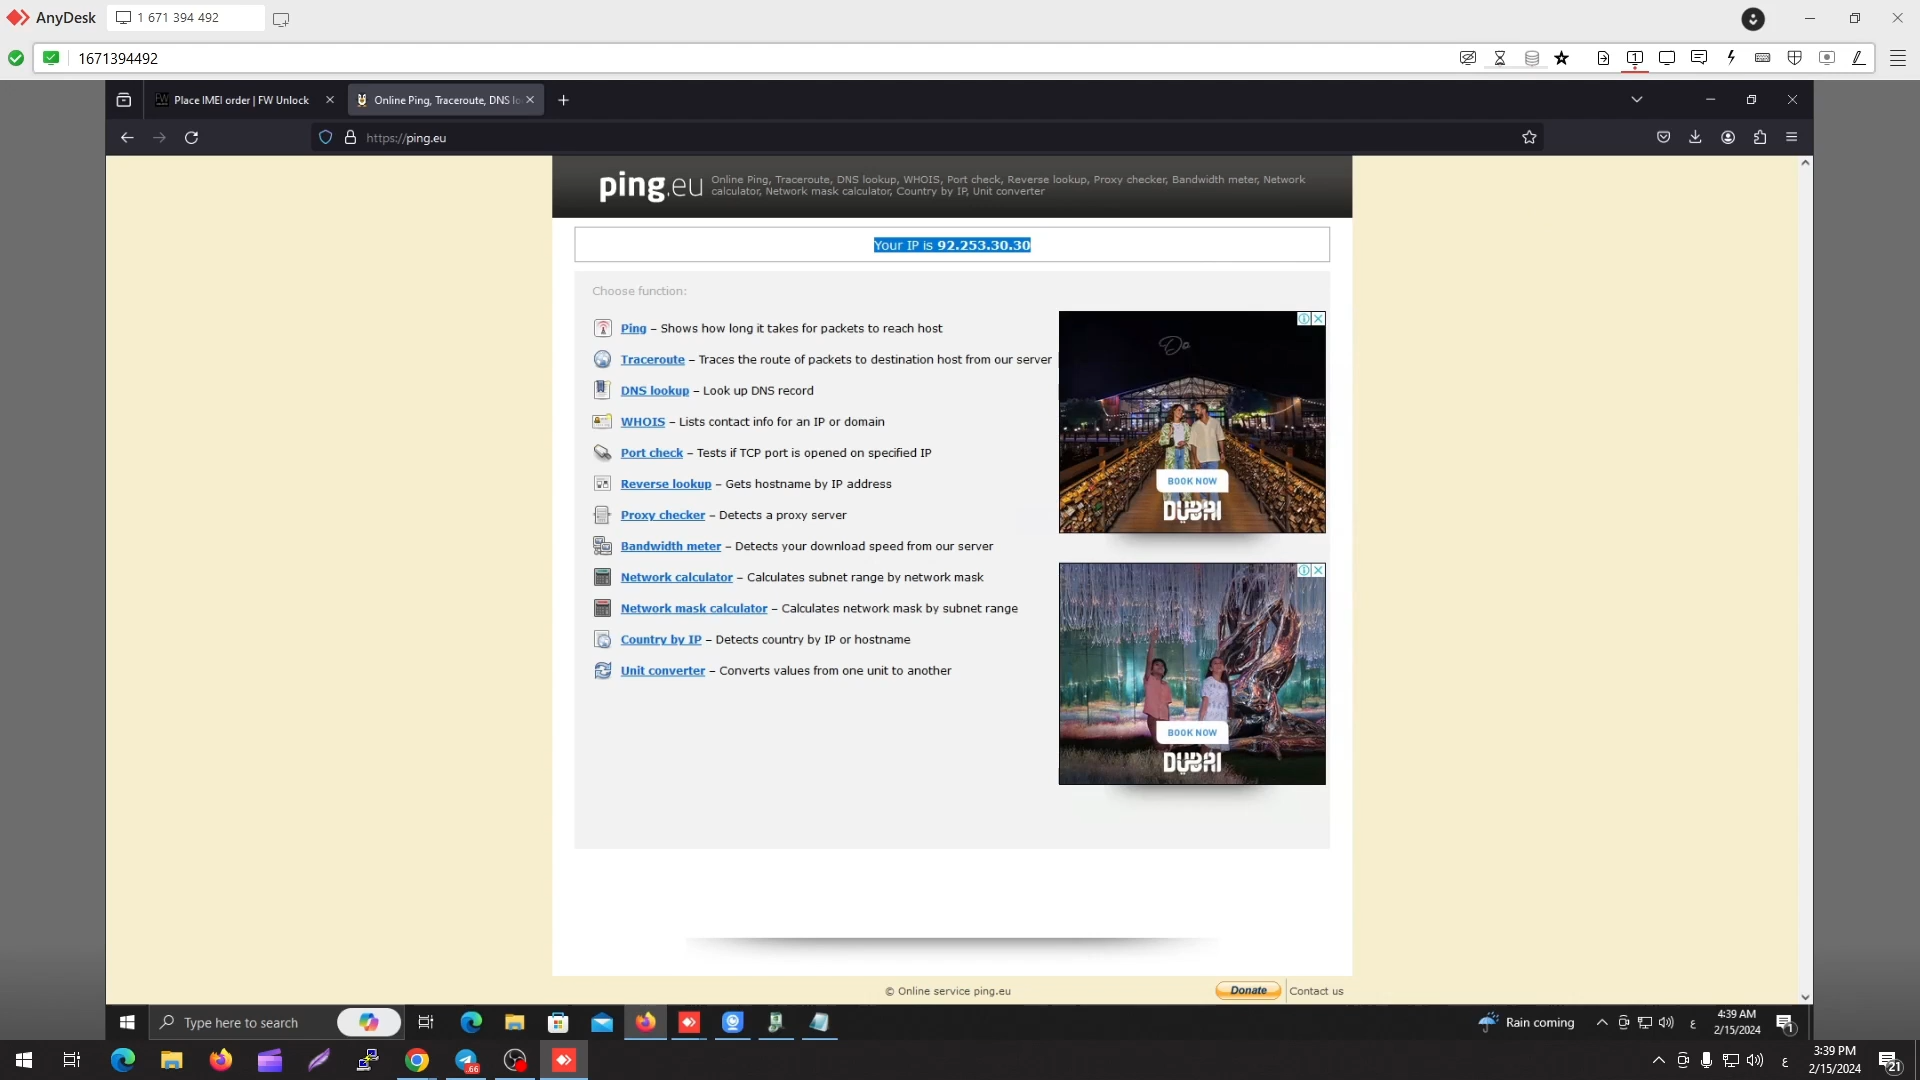 AnyDesk
1 671 394 492
1671394492
Place IMEI order | FW Unlock
Online Ping, Traceroute, DNS lo
https://ping.eu
ping.eu
Online Ping, Traceroute, DNS lookup, WHOIS, Port check, Reverse lookup, Proxy checker, Bandwidth meter, Network
calculator, Network mask calculator, Country by IP, Unit converter
Your IP is 92.253.30.30
Choose function:
Ping – Shows how long it takes for packets to reach host
Traceroute – Traces the route of packets to destination host from our server
DNS lookup – Look up DNS record
WHOIS – Lists contact info for an IP or domain
Port check – Tests if TCP port is opened on specified IP
Reverse lookup – Gets hostname by IP address
Proxy checker – Detects a proxy server
Bandwidth meter – Detects your download speed from our server
Network calculator – Calculates subnet range by network mask
Network mask calculator – Calculates network mask by subnet range
Country by IP – Detects country by IP or hostname
Unit converter – Converts values from one unit to another
Do
BOOK NOW
DUBAI
BOOK NOW
DUBAI
© Online service ping.eu
Donate
Contact us
Type here to search
Rain coming
ع
4:39 AM
2/15/2024
1
.66
ع
3:39 PM
2/15/2024
21